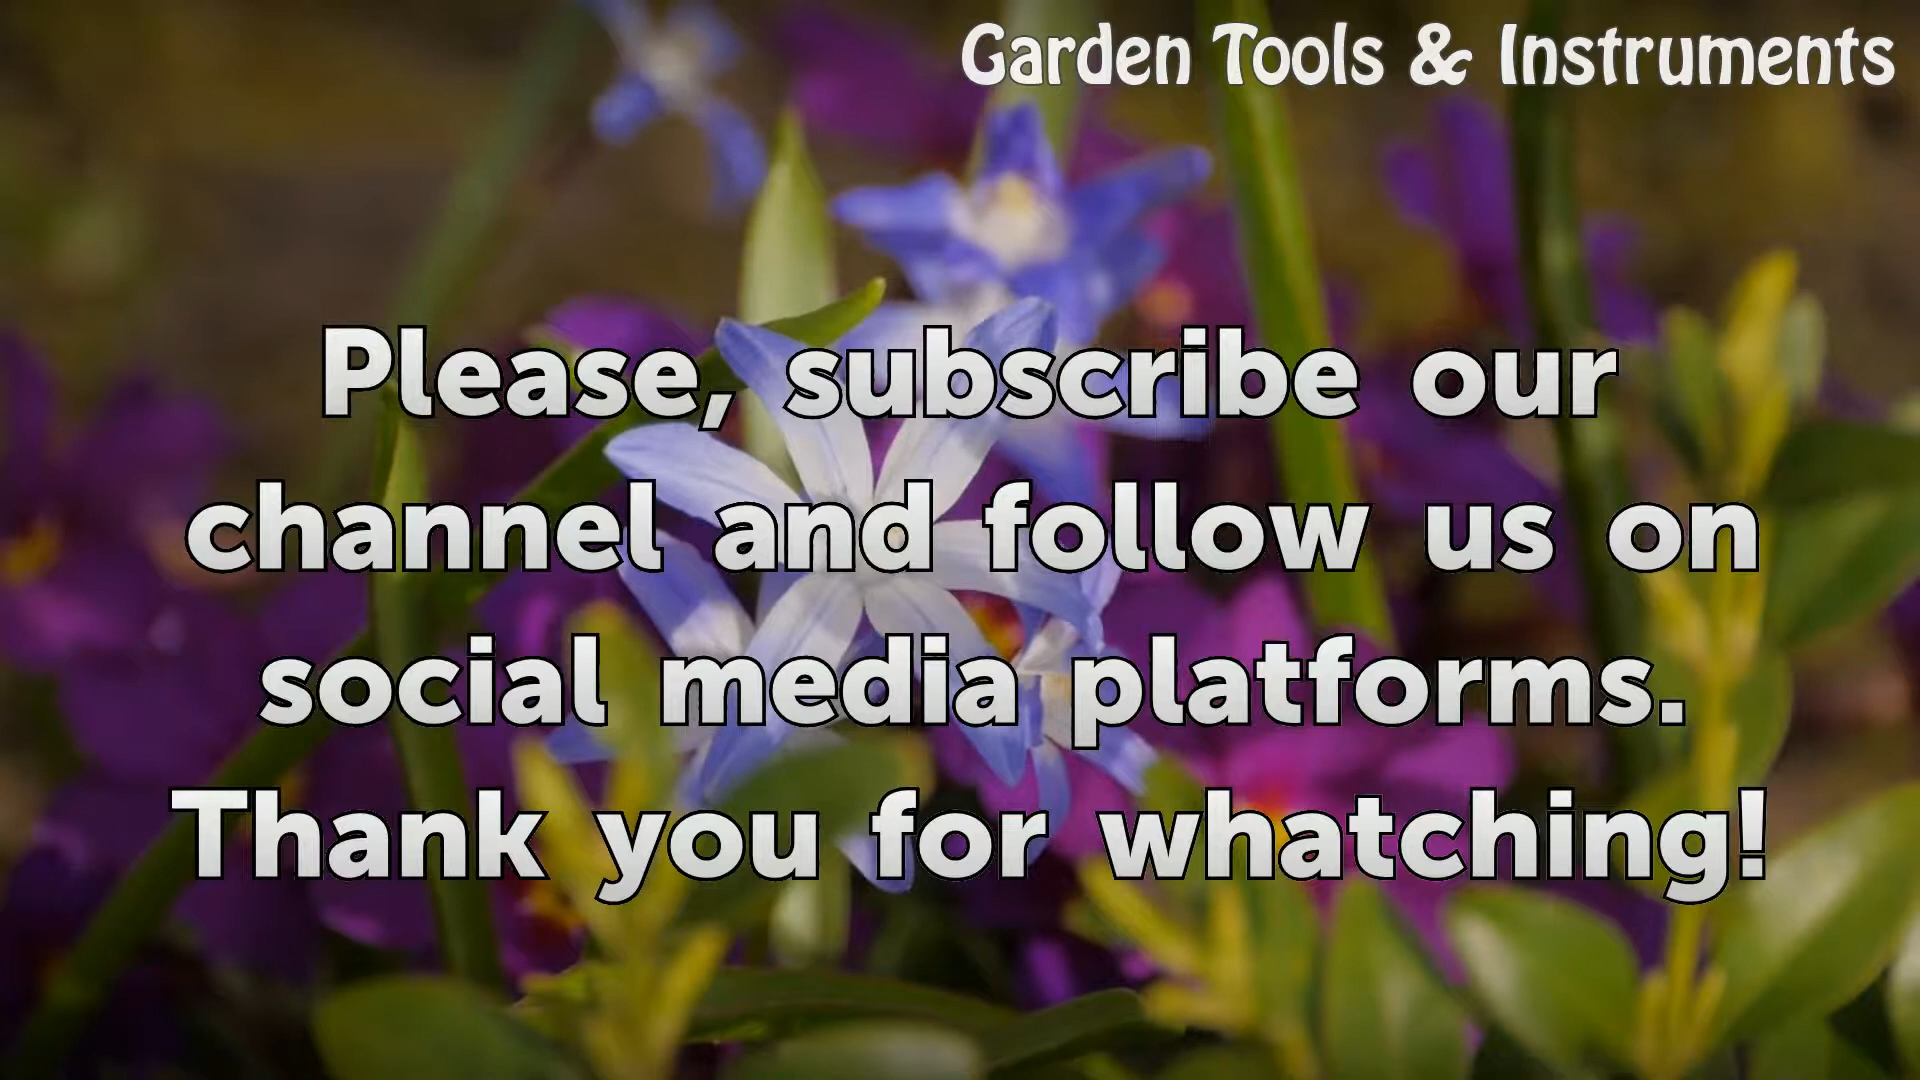 Garden Tools & Instruments
Please, subscribe our
channel and follow us on
social media platforms.
Thank you for whatching!